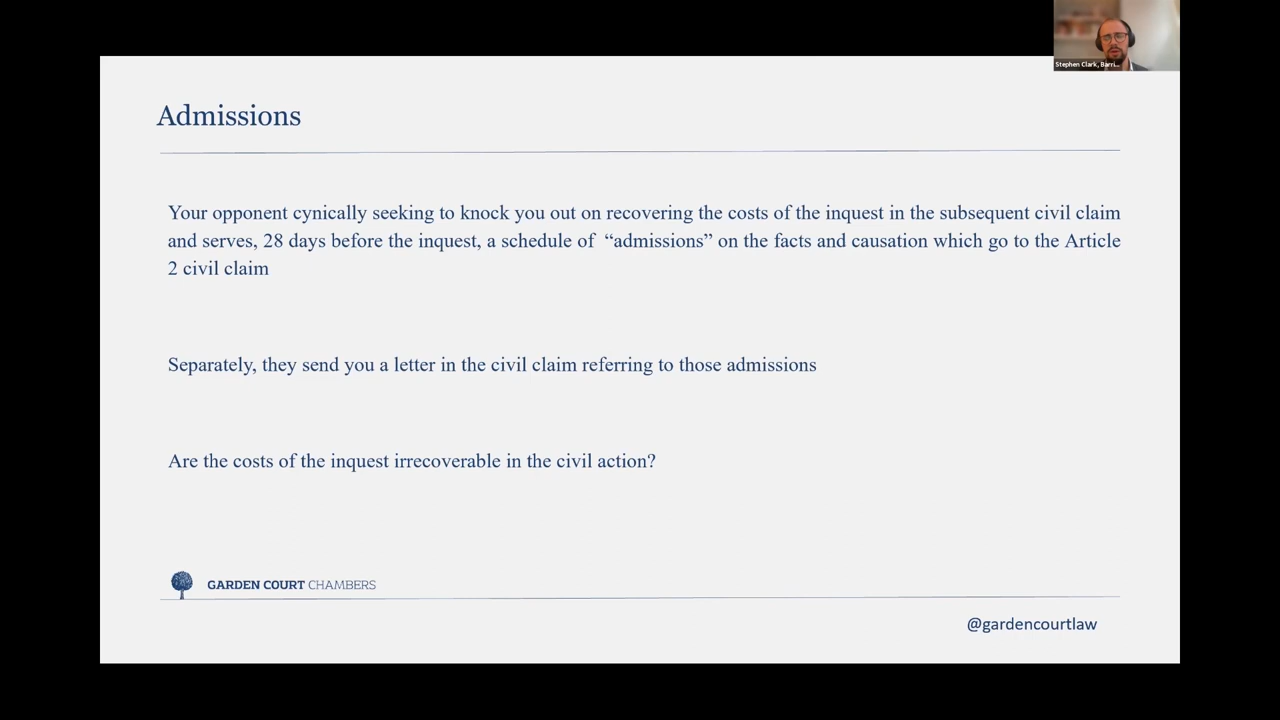 Stephen Clark, Barri...
Admissions
Your opponent cynically seeking to knock you out on recovering the costs of the inquest in the subsequent civil claim
and serves, 28 days before the inquest, a schedule of “admissions” on the facts and causation which go to the Article
2 civil claim
Separately, they send you a letter in the civil claim referring to those admissions
Are the costs of the inquest irrecoverable in the civil action?
GARDEN COURT CHAMBERS
@gardencourtlaw